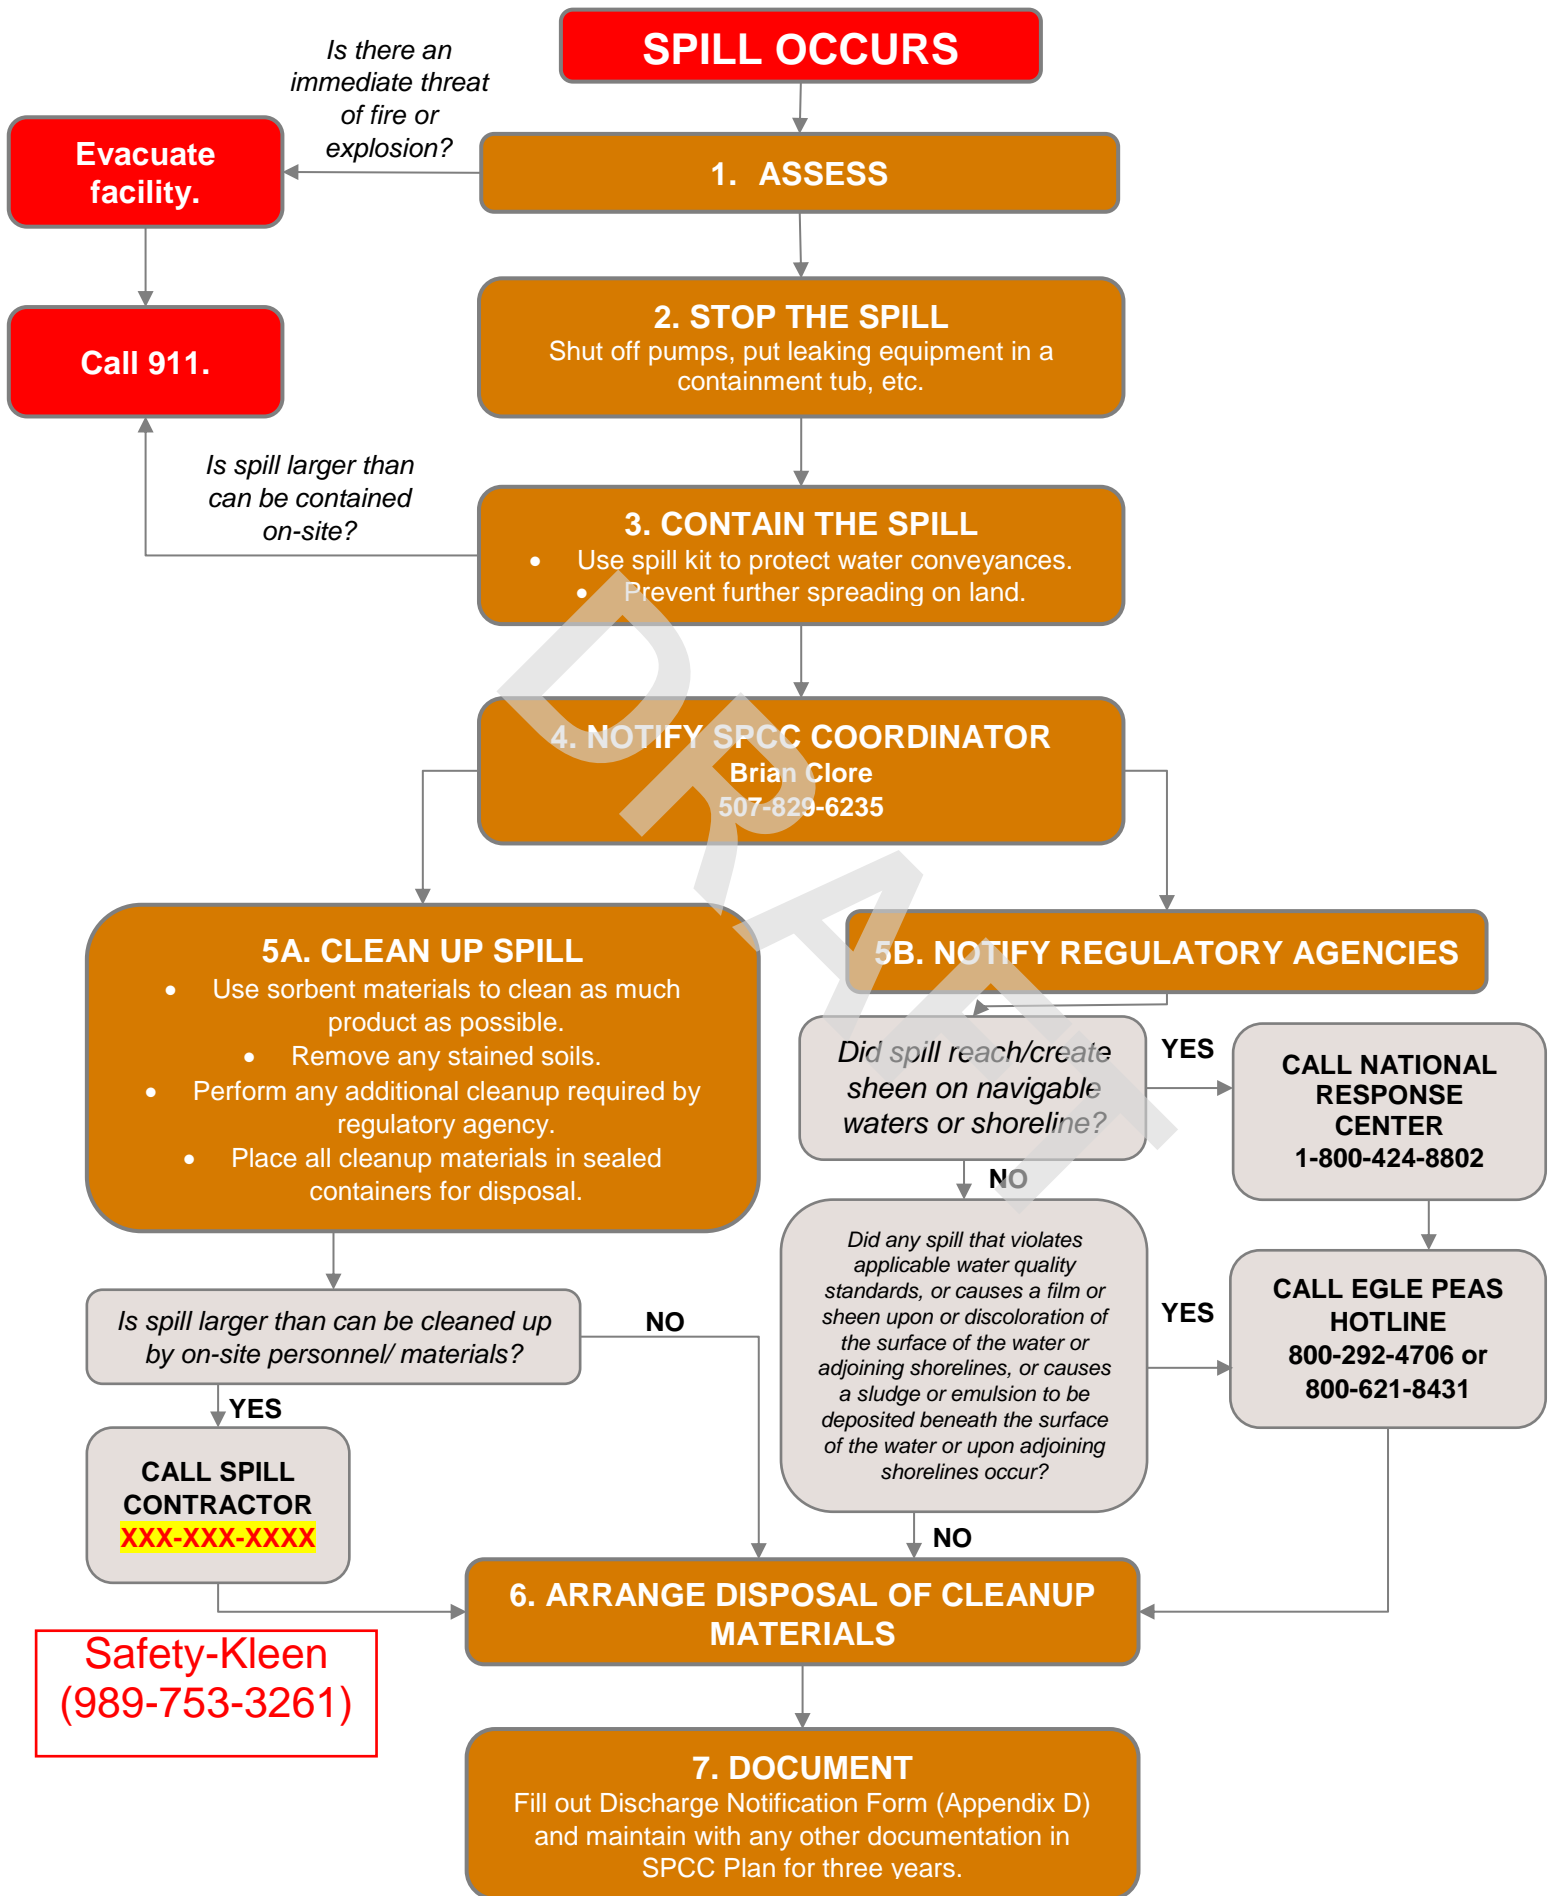 SPILL OCCURS
Is there an
immediate threat
of fire or
explosion?
Evacuate
facility.
1. ASSESS
Call 911.
2. STOP THE SPILL
Shut off pumps, put leaking equipment in a
containment tub, etc.
Is spill larger than
can be contained
on-site?
3. CONTAIN THE SPILL
• Use spill kit to protect water conveyances.
• Prevent further spreading on land.
4. NOTIFY SPCC COORDINATOR
Brian Clore
507-829-6235
DRAFT
5A. CLEAN UP SPILL
• Use sorbent materials to clean as much
product as possible.
• Remove any stained soils.
• Perform any additional cleanup required by
regulatory agency.
• Place all cleanup materials in sealed
containers for disposal.
5B. NOTIFY REGULATORY AGENCIES
Did spill reach/create
sheen on navigable
waters or shoreline?
YES
CALL NATIONAL
RESPONSE
CENTER
1-800-424-8802
NO
Did any spill that violates
applicable water quality
standards, or causes a film or
sheen upon or discoloration of
the surface of the water or
adjoining shorelines, or causes
a sludge or emulsion to be
deposited beneath the surface
of the water or upon adjoining
shorelines occur?
YES
CALL EGLE PEAS
HOTLINE
800-292-4706 or
800-621-8431
NO
Is spill larger than can be cleaned up
by on-site personnel/ materials?
NO
YES
CALL SPILL
CONTRACTOR
XXX-XXX-XXXX
Safety-Kleen
(989-753-3261)
6. ARRANGE DISPOSAL OF CLEANUP
MATERIALS
7. DOCUMENT
Fill out Discharge Notification Form (Appendix D)
and maintain with any other documentation in
SPCC Plan for three years.